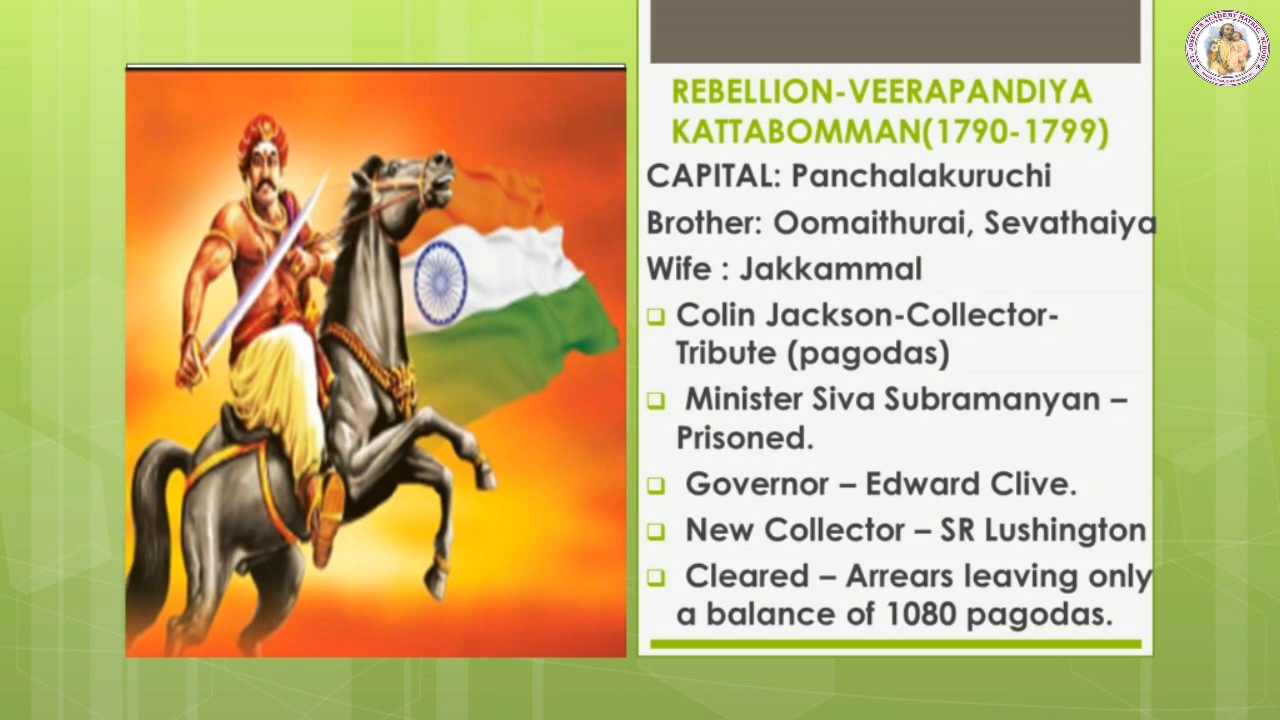 REBELLION-VEERAPANDIYA
KATTABOMMAN(1790-1799)
CAPITAL: Panchalakuruchi
Brother: Oomaithurai, Sevathaiya
Wife : Jakkammal
Colin Jackson-Collector-
Tribute (pagodas)
Minister Siva Subramanyan –
Prisoned.
Governor – Edward Clive.
New Collector – SR Lushington
Cleared – Arrears leaving only
a balance of 1080 pagodas.